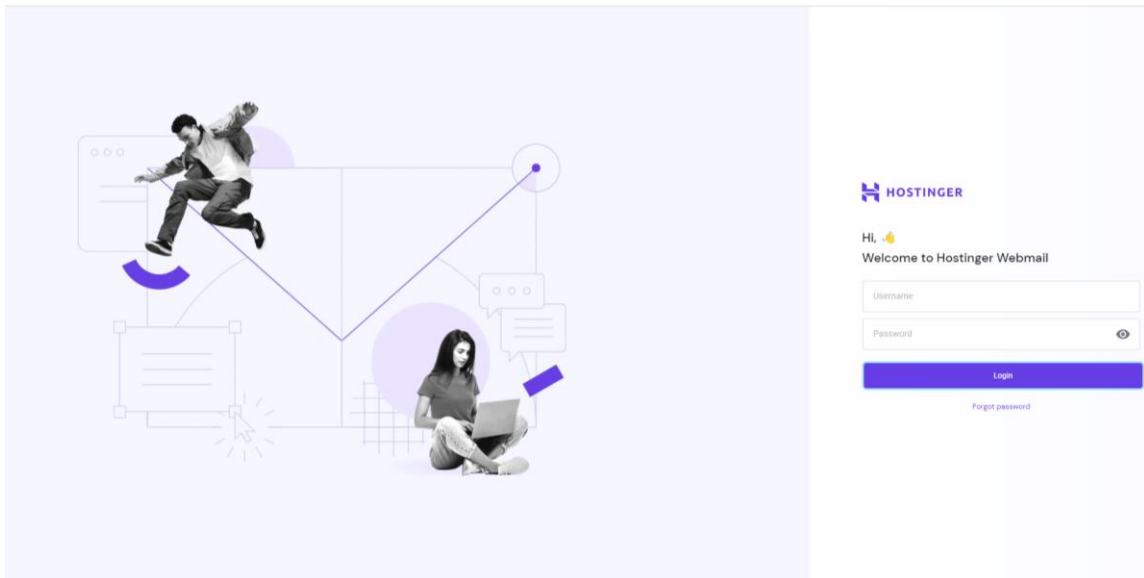 HOSTINGER
Hi, 👋
Welcome to Hostinger Webmail
Username
Password
Login
Forgot password